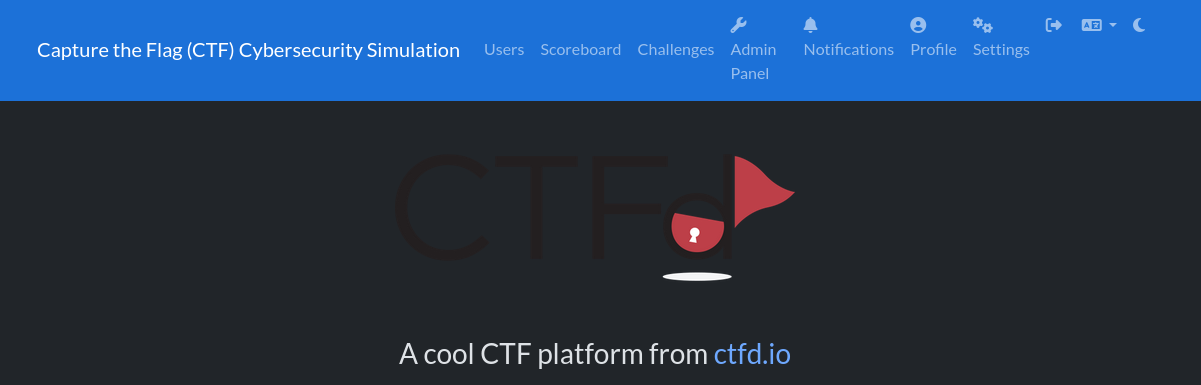 Capture the Flag (CTF) Cybersecurity Simulation
Users
Scoreboard
Challenges
Admin
Panel
Notifications
Profile
Settings
CTFd
A cool CTF platform from ctfd.io